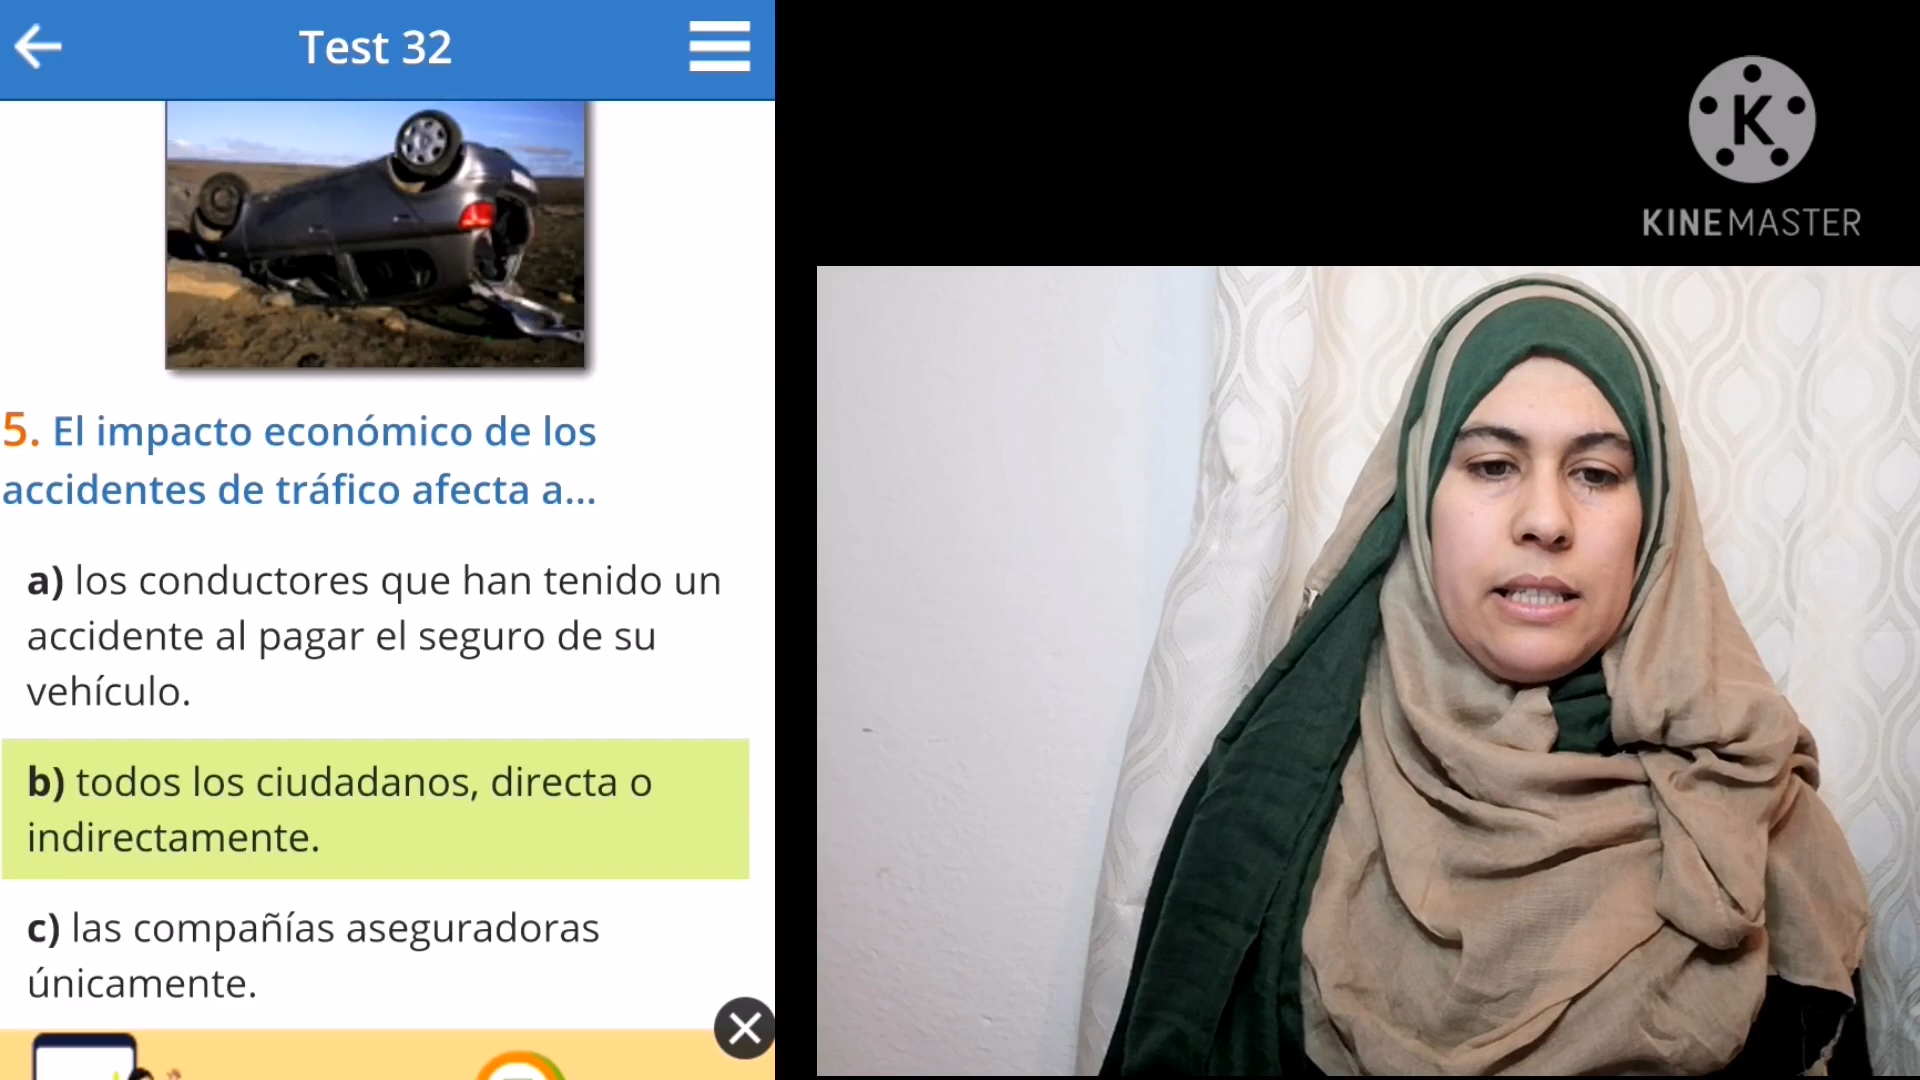 Test 32
5. El impacto económico de los
accidentes de tráfico afecta a...
a) los conductores que han tenido un
accidente al pagar el seguro de su
vehículo.
b) todos los ciudadanos, directa o
indirectamente.
c) las compañías aseguradoras
únicamente.
K
KINEMASTER